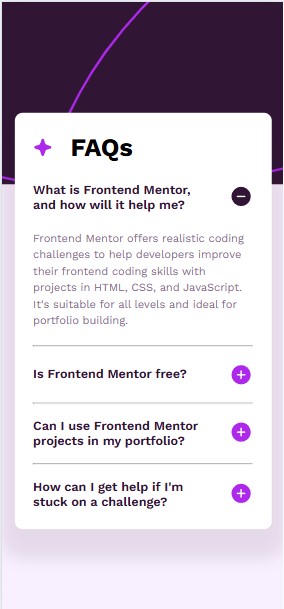 FAQs
What is Frontend Mentor,
and how will it help me?
Frontend Mentor offers realistic coding
challenges to help developers improve
their frontend coding skills with
projects in HTML, CSS, and JavaScript.
It's suitable for all levels and ideal for
portfolio building.
Is Frontend Mentor free?
Can I use Frontend Mentor
projects in my portfolio?
How can I get help if I'm
stuck on a challenge?